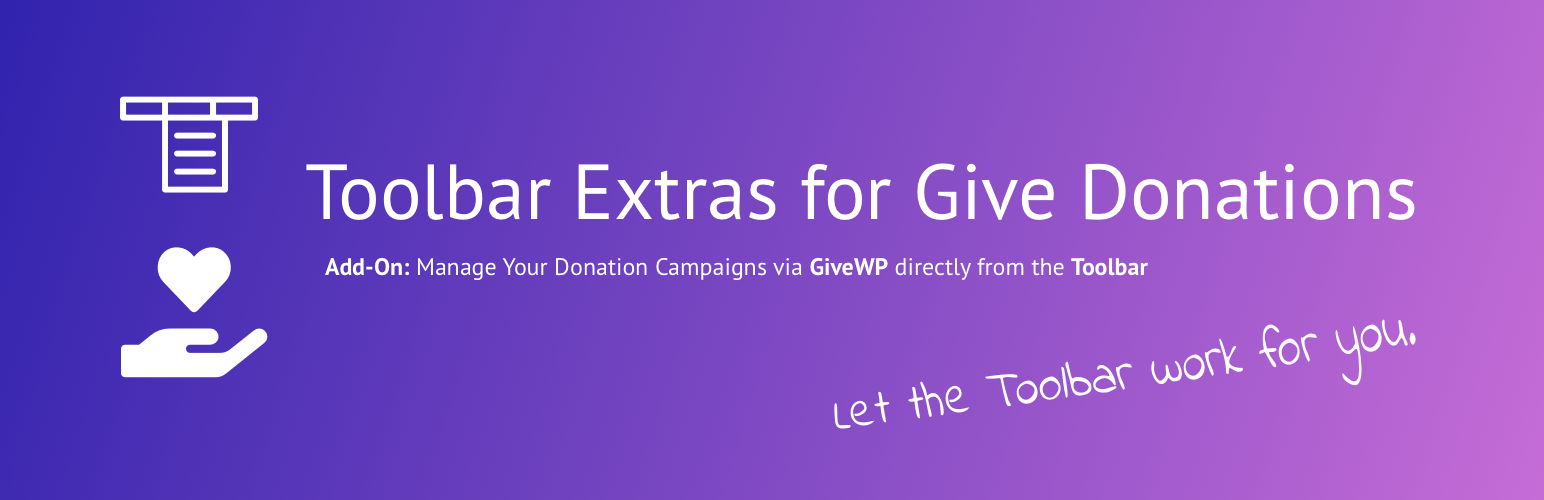 Toolbar Extras for Give Donations
Add-On: Manage Your Donation Campaigns via GiveWP directly from the Toolbar
Let the Toolbar work for you.